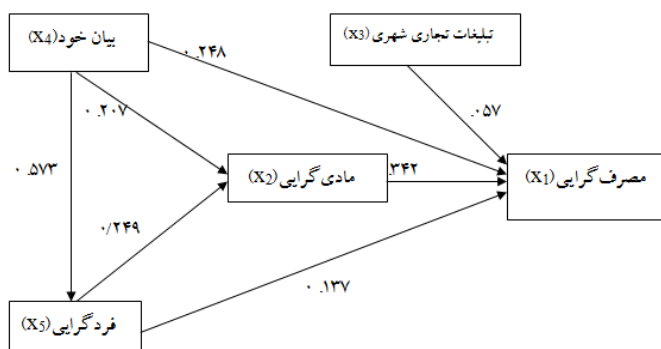 بیان خود(X4)
تبلیغات تجاری شهری(X3)
۰.۲۴۸
.۰۵۷
۰.۲۰۷
مادی گرایی(X2)
.۳۴۲
مصرف گرایی(X1)
۰.۵۷۳
۰/۲۴۹
۰.۱۳۷
فرد گرایی(X5)